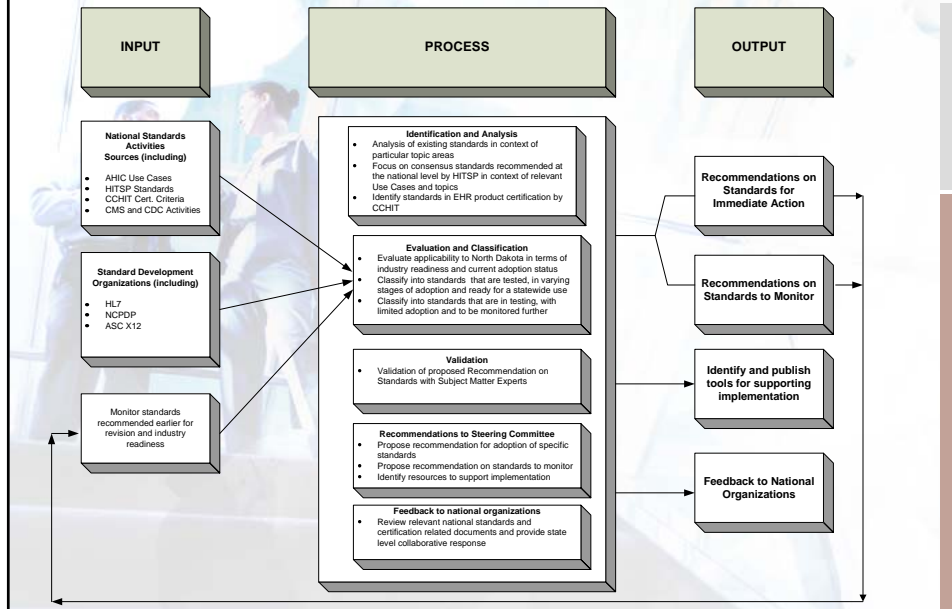 INPUT
PROCESS
OUTPUT
National Standards
Activities
Sources (including)
• AHIC Use Cases
• HITSP Standards
• CCHIT Cert. Criteria
• CMS and CDC Activities
Standard Development
Organizations (including)
• HL7
• NCPDP
• ASC X12
Monitor standards
recommended earlier for
revision and industry
readiness
Identification and Analysis
• Analysis of existing standards in context of
particular topic areas
• Focus on consensus standards recommended at
the national level by HITSP in context of relevant
Use Cases and topics
• Identify standards in EHR product certification by
CCHIT
Evaluation and Classification
• Evaluate applicability to North Dakota in terms of
industry readiness and current adoption status
• Classify into standards that are tested, in varying
stages of adoption and ready for a statewide use
• Classify into standards that are in testing, with
limited adoption and to be monitored further
Validation
• Validation of proposed Recommendation on
Standards with Subject Matter Experts
Recommendations to Steering Committee
• Propose recommendation for adoption of specific
standards
• Propose recommendation on standards to monitor
• Identify resources to support implementation
Feedback to national organizations
• Review relevant national standards and
certification related documents and provide state
level collaborative response
Recommendations on
Standards for
Immediate Action
Recommendations on
Standards to Monitor
Identify and publish
tools for supporting
implementation
Feedback to National
Organizations